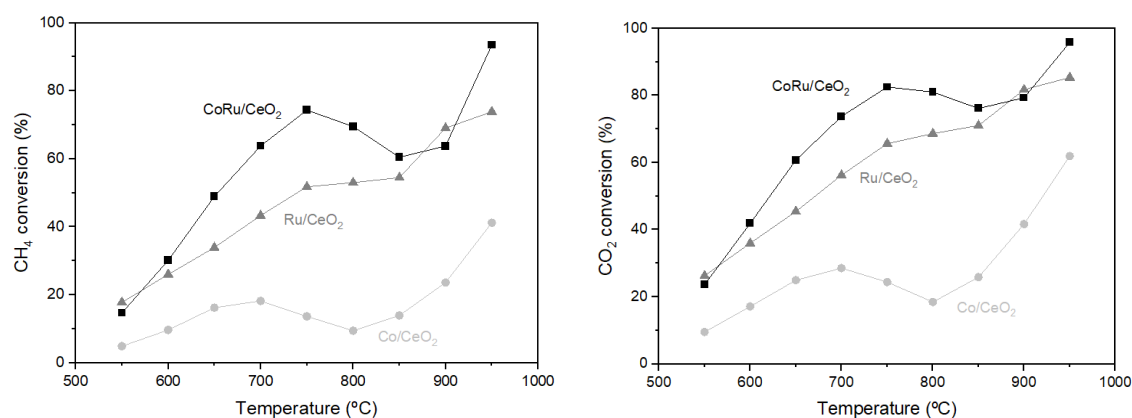 CH₄ conversion (%)
100
80
60
40
20
0
CoRu/CeO₂
Ru/CeO₂
Co/CeO₂
500 600 700 800 900 1000
Temperature (ºC)
CO₂ conversion (%)
100
80
60
40
20
0
CoRu/CeO₂
Ru/CeO₂
Co/CeO₂
500 600 700 800 900 1000
Temperature (ºC)